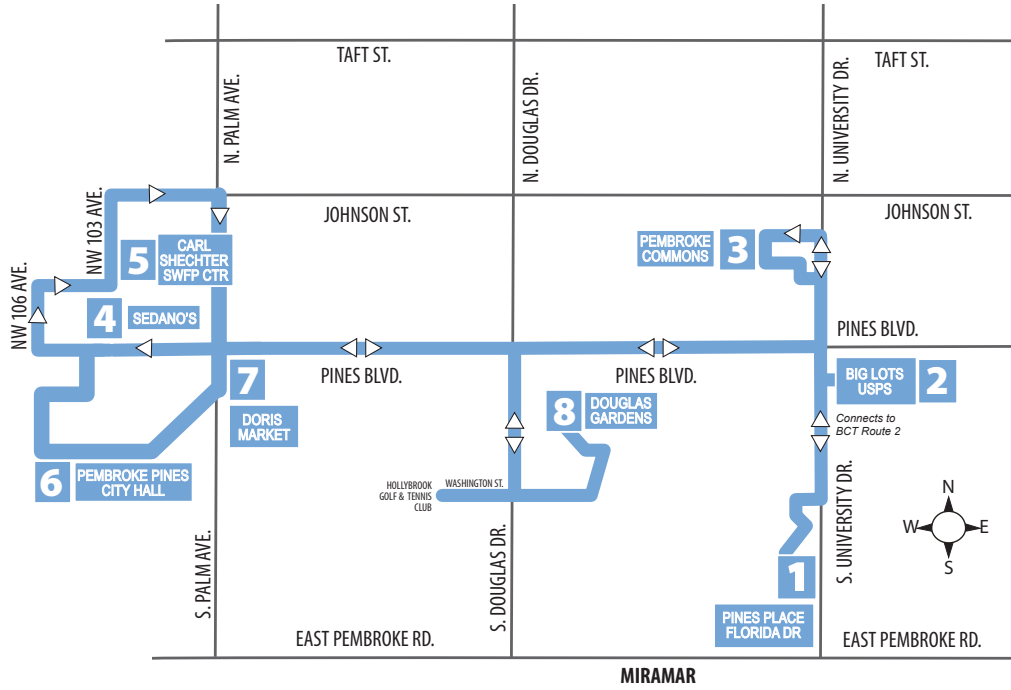 TAFT ST.
TAFT ST.
N. PALM AVE.
N. DOUGLAS DR.
N. UNIVERSITY DR.
NW 103 AVE.
JOHNSON ST.
JOHNSON ST.
5
CARL
SHECHTER
SWFP CTR
PEMBROKE
COMMONS
3
NW 106 AVE.
4
SEDANO'S
PINES BLVD.
PINES BLVD.
PINES BLVD.
7
DORIS
MARKET
8
DOUGLAS
GARDENS
BIG LOTS
USPS
2
Connects to
BCT Route 2
6
PEMBROKE PINES
CITY HALL
HOLLYBROOK
GOLF & TENNIS
CLUB
WASHINGTON ST.
S. PALM AVE.
S. DOUGLAS DR.
S. UNIVERSITY DR.
N
W
E
S
1
PINES PLACE
FLORIDA DR
EAST PEMBROKE RD.
EAST PEMBROKE RD.
MIRAMAR